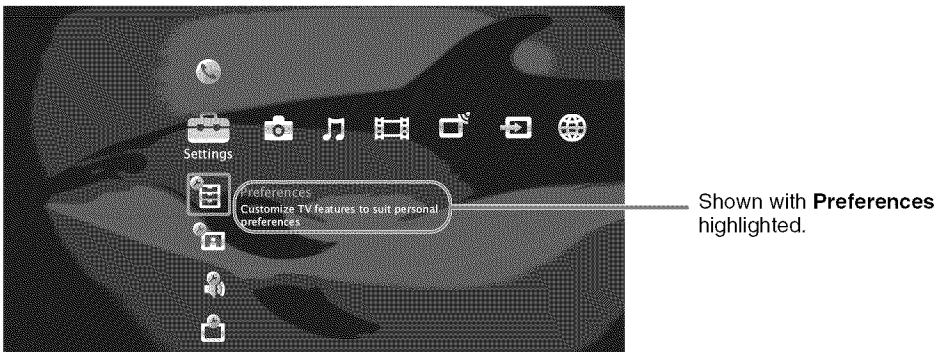 Settings
Preferences
Customize TV features to suit personal
preferences
Shown with Preferences
highlighted.